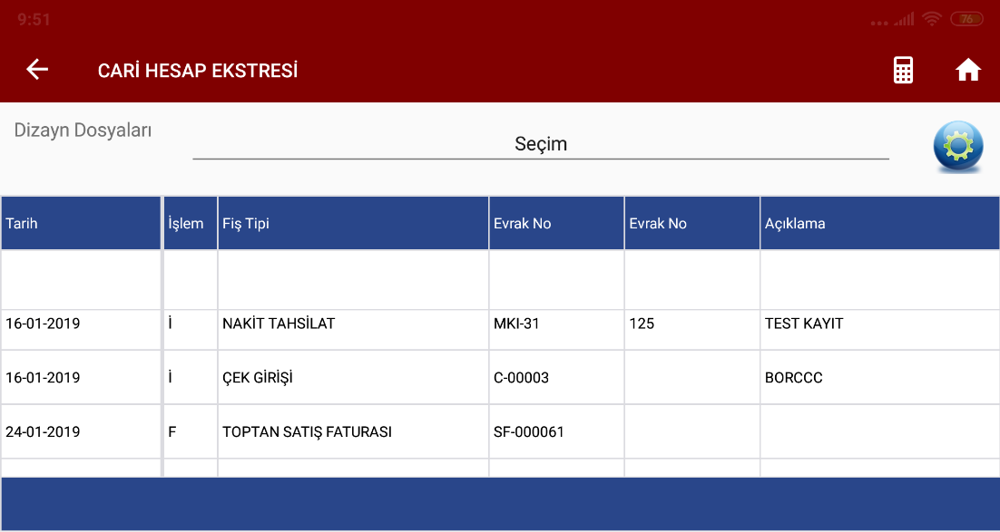 9:51
76
CARİ HESAP EKSTRESİ
Dizayn Dosyaları
Seçim
Tarih İşlem Fiş Tipi Evrak No Evrak No Açıklama
16-01-2019 İ NAKİT TAHSİLAT MKI-31 125 TEST KAYIT
16-01-2019 İ ÇEK GİRİŞİ C-00003 BORCCC
24-01-2019 F TOPTAN SATIŞ FATURASI SF-000061